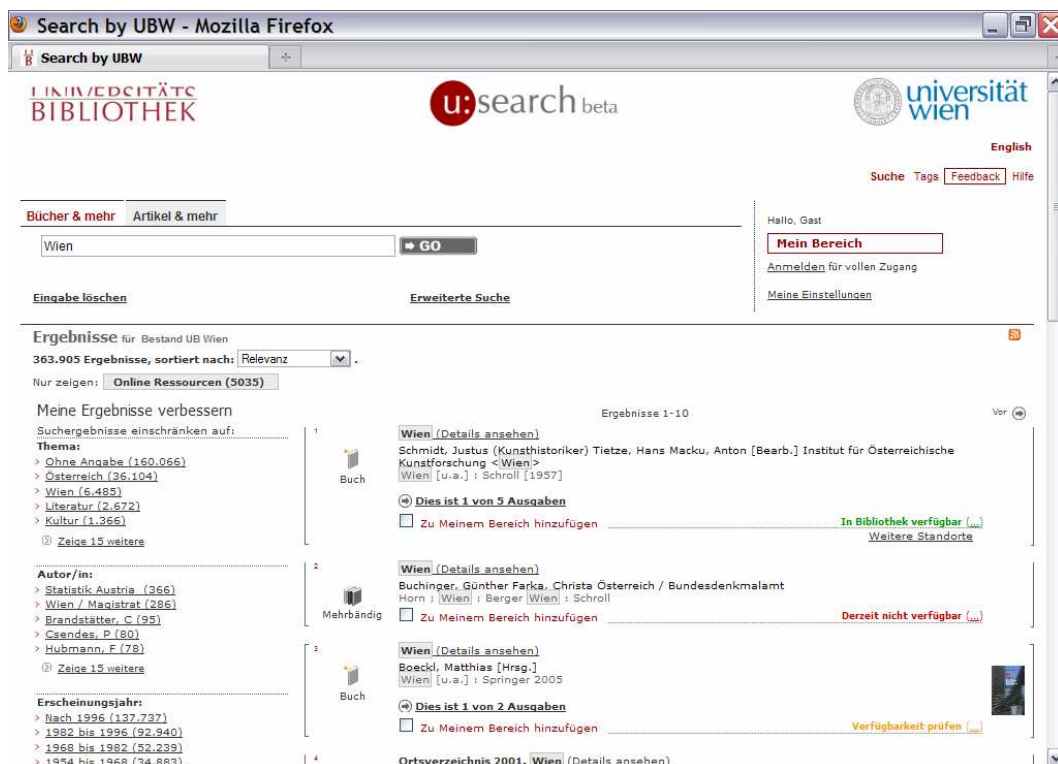 Search by UBW - Mozilla Firefox
Search by UBW
UNIVERSITÄTS
BIBLIOTHEK
u:search beta
universität
wien
English
Suche Tags Feedback Hilfe
Bücher & mehr Artikel & mehr
Wien
GO
Eingabe löschen Erweiterte Suche
Hallo, Gast
Mein Bereich
Anmelden für vollen Zugang
Meine Einstellungen
Ergebnisse für Bestand UB Wien
363.905 Ergebnisse, sortiert nach: Relevanz .
Nur zeigen: Online Ressourcen (5035)
Meine Ergebnisse verbessern
Suchergebnisse einschränken auf:
Thema:
> Ohne Angabe (160.066)
> Österreich (36.104)
> Wien (6.485)
> Literatur (2.672)
> Kultur (1.366)
Zeige 15 weitere
Autor/in:
> Statistik Austria (366)
> Wien / Magistrat (286)
> Brandstätter, C (95)
> Csendes, P (80)
> Hubmann, F (78)
Zeige 15 weitere
Erscheinungsjahr:
> Nach 1996 (137.737)
> 1982 bis 1996 (92.940)
> 1968 bis 1982 (52.239)
> 1954 bis 1968 (34.883)
Ergebnisse 1-10 Vor
1
Buch
Wien (Details ansehen)
Schmidt, Justus (Kunsthistoriker) Tietze, Hans Macku, Anton [Bearb.] Institut für Österreichische
Kunstforschung <Wien>
Wien [u.a.] : Schroll [1957]
Dies ist 1 von 5 Ausgaben
Zu Meinem Bereich hinzufügen In Bibliothek verfügbar (...)
Weitere Standorte
2
Mehrbändig
Wien (Details ansehen)
Buchinger, Günther Farka, Christa Österreich / Bundesdenkmalamt
Horn : Wien : Berger Wien : Schroll
Zu Meinem Bereich hinzufügen Derzeit nicht verfügbar (...)
3
Buch
Wien (Details ansehen)
Boeckl, Matthias [Hrsg.]
Wien [u.a.] : Springer 2005
Dies ist 1 von 2 Ausgaben
Zu Meinem Bereich hinzufügen Verfügbarkeit prüfen (...)
4
Ortsverzeichnis 2001. Wien (Details ansehen)